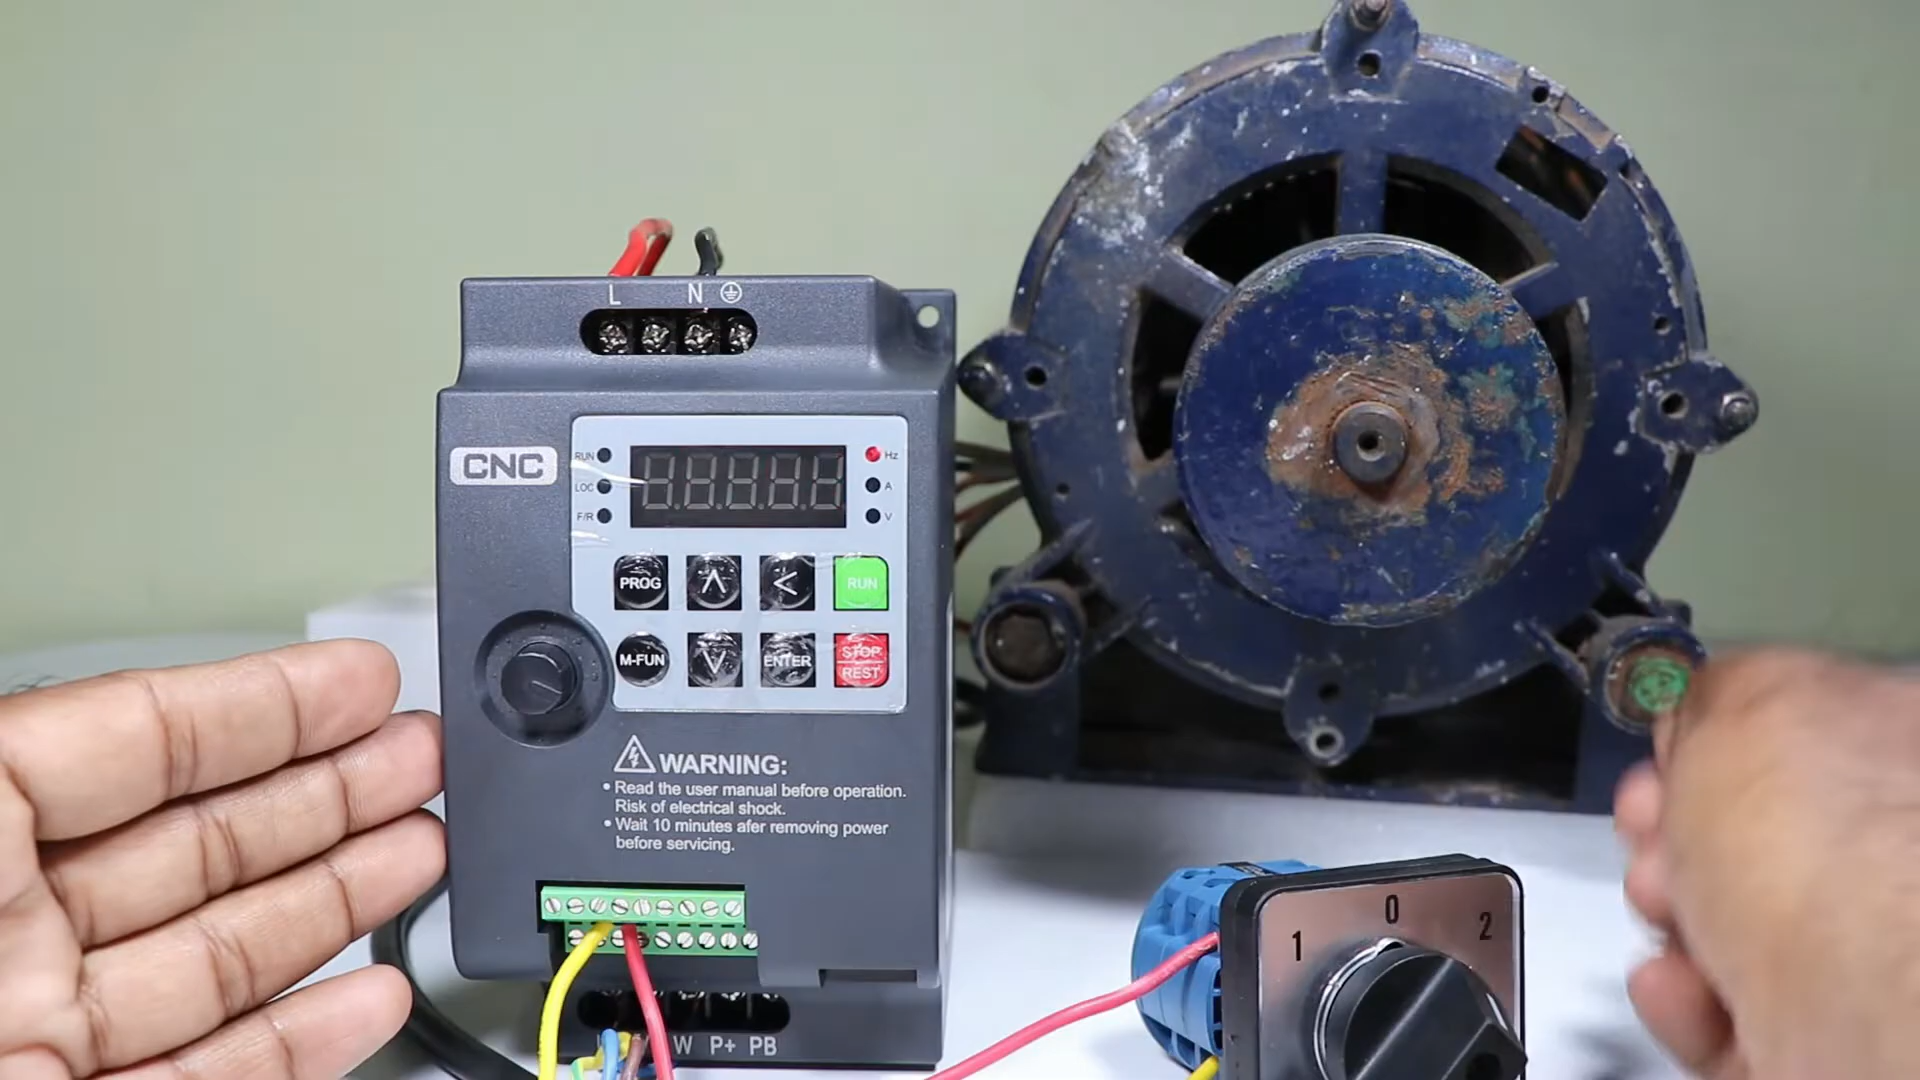 L N
CNC
RUN
LOC
F/R
Hz
A
V
PROG
RUN
M-FUN
ENTER
STOP
REST
WARNING:
• Read the user manual before operation.
Risk of electrical shock.
• Wait 10 minutes afer removing power
before servicing.
W P+ PB
1 0 2